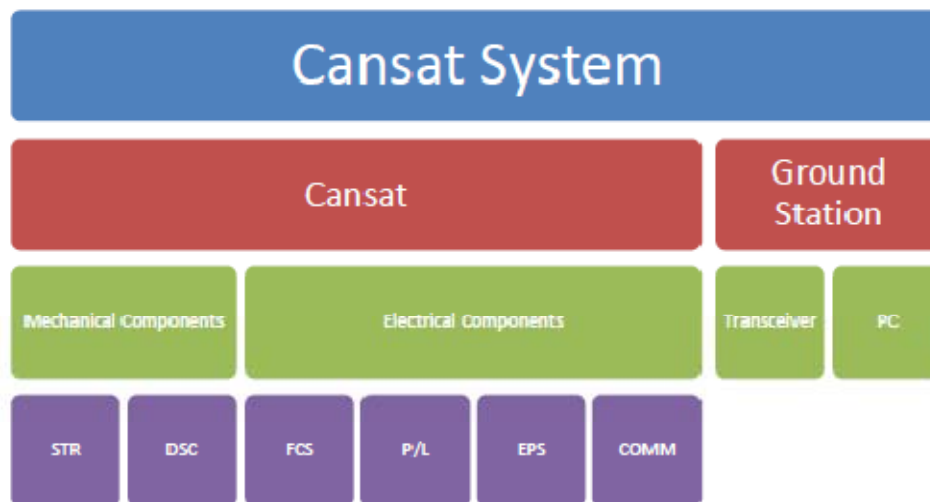 Cansat System
Cansat
Ground
Station
Mechanical Components
Electrical Components
Transceiver
PC
STR
DSC
FCS
P/L
EPS
COMM